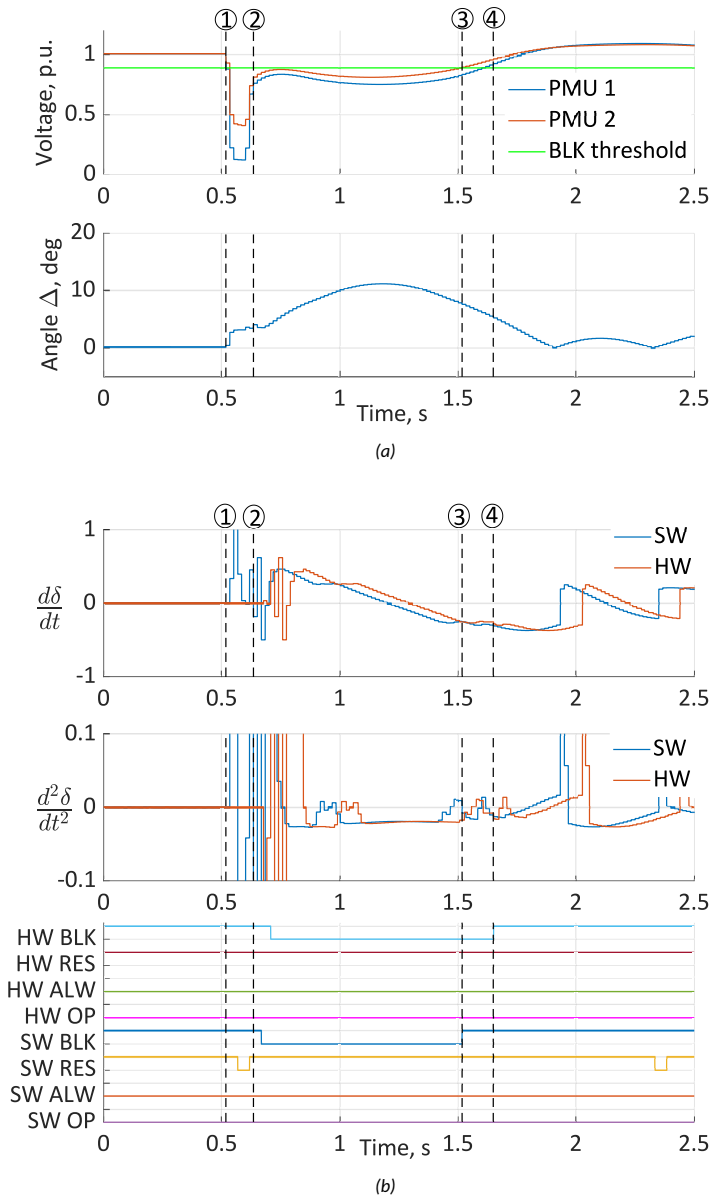 ① ② ③ ④
Voltage, p.u.
1
0.5
0
PMU 1
PMU 2
BLK threshold
0 0.5 1 1.5 2 2.5
Angle Δ, deg
20
10
0
0 0.5 1 1.5 2 2.5
Time, s
(a)
① ② ③ ④
dδ
dt
1
0
-1
SW
HW
0 0.5 1 1.5 2 2.5
d²δ
dt²
0.1
0
-0.1
SW
HW
0 0.5 1 1.5 2 2.5
HW BLK
HW RES
HW ALW
HW OP
SW BLK
SW RES
SW ALW
SW OP
0 0.5 1 1.5 2 2.5
Time, s
(b)